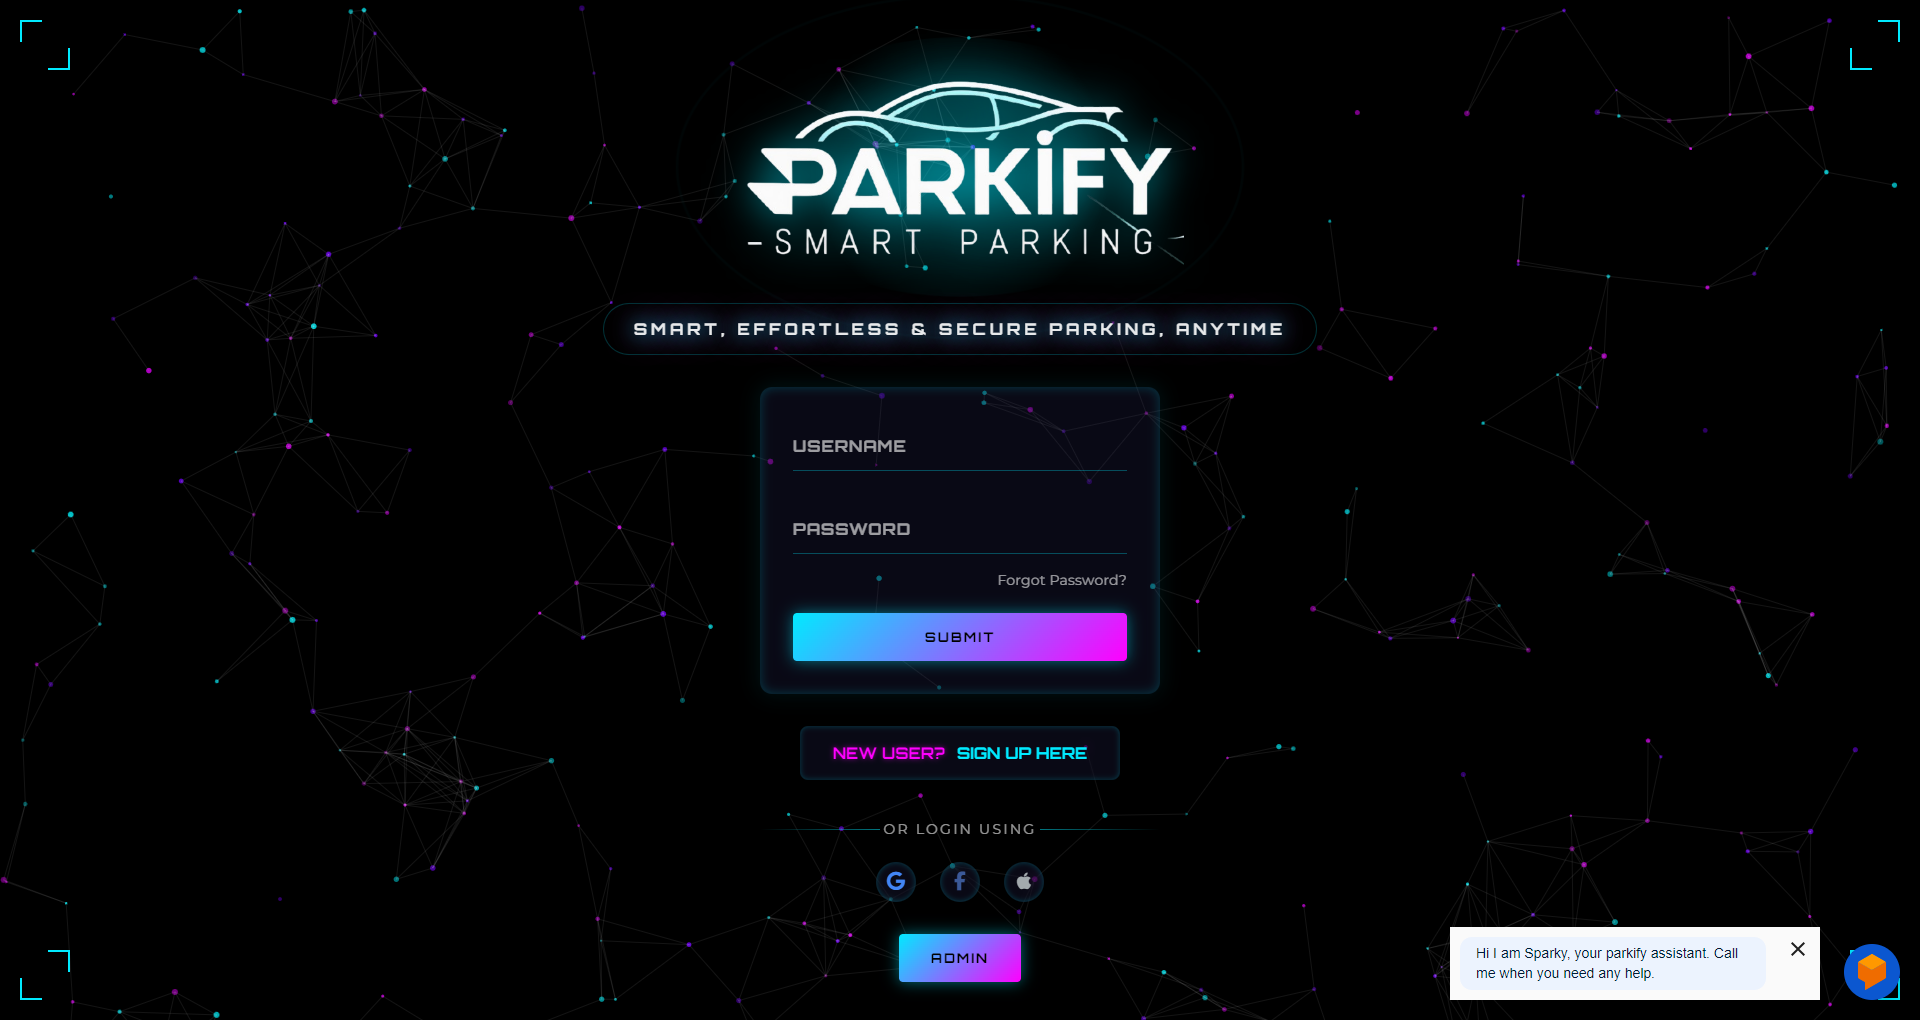 PARKIFY
-SMART PARKING-
SMART, EFFORTLESS & SECURE PARKING, ANYTIME
USERNAME
PASSWORD
Forgot Password?
SUBMIT
NEW USER? SIGN UP HERE
OR LOGIN USING
ADMIN
Hi I am Sparky, your parkify assistant. Call
me when you need any help.